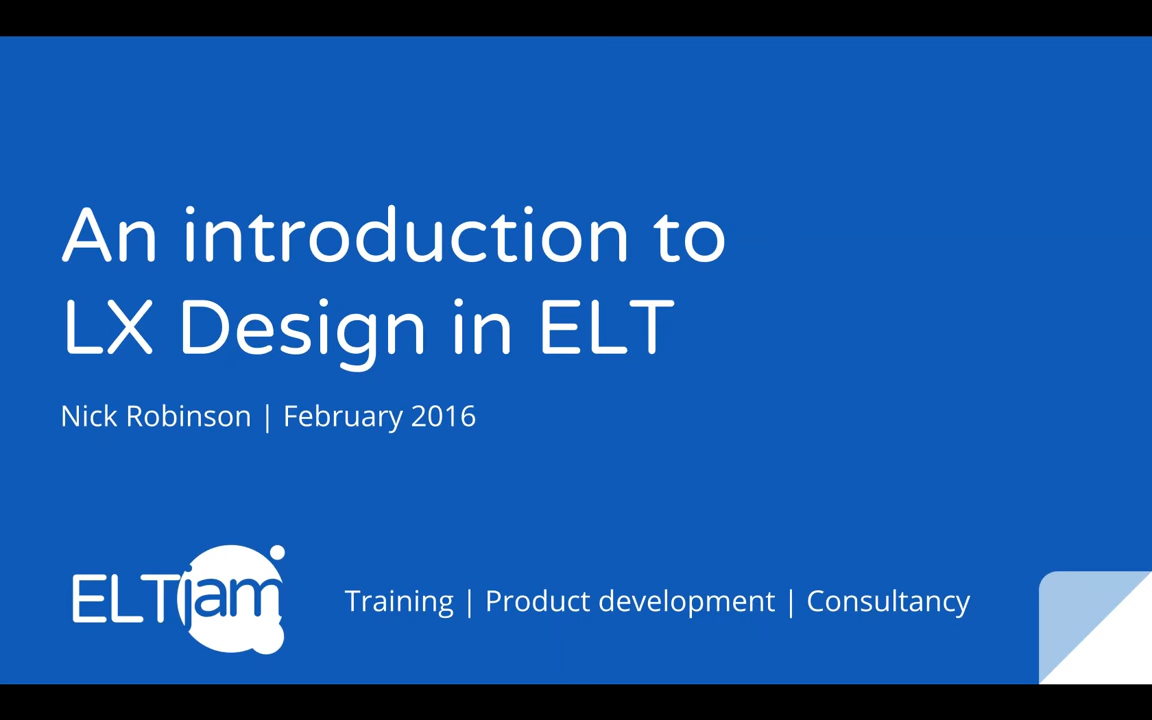 An introduction to
LX Design in ELT
Nick Robinson | February 2016
ELTjam
Training | Product development | Consultancy